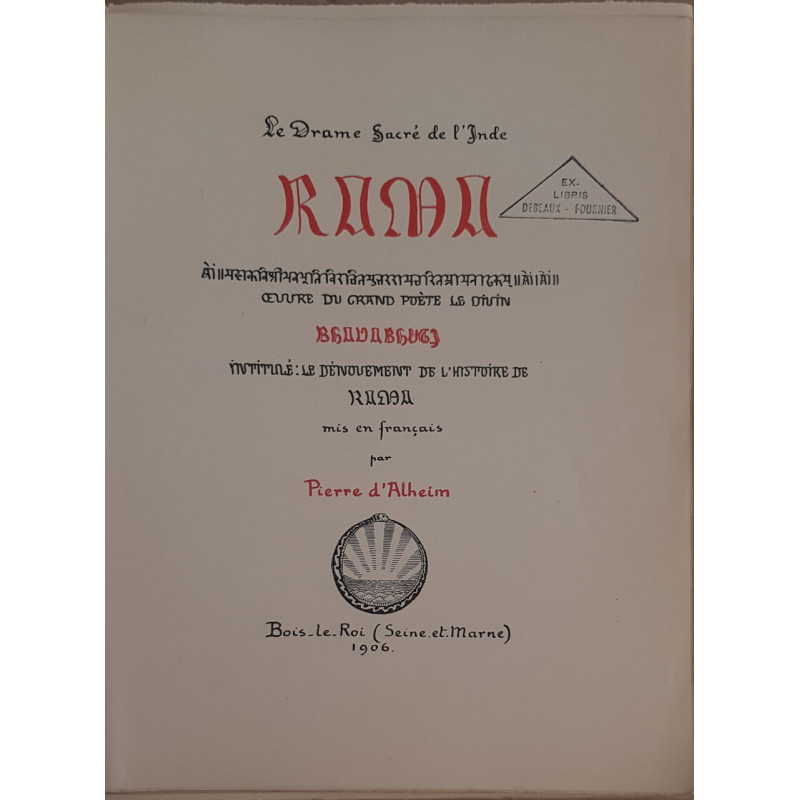 Le Drame Sacré de l'Inde
RAMA
EX-
LIBRIS
DEBEAUX - FOURNIER
ŒUVRE DU GRAND POÈTE LE DIVIN
BHAVABHUTI
INTITULÉ : LE DÉNOUEMENT DE L'HISTOIRE DE
RAMA
mis en français
par
Pierre d'Alheim
Bois-le-Roi (Seine-et-Marne)
1906.